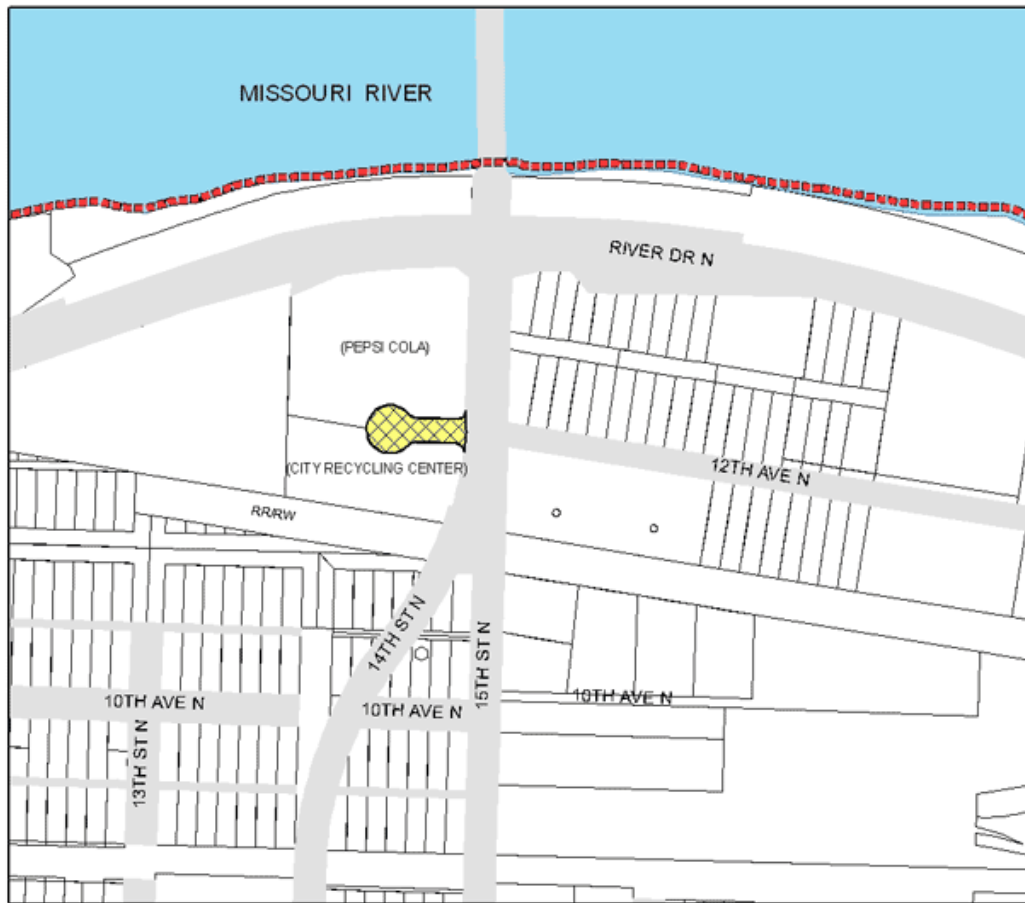 MISSOURI RIVER
RIVER DR N
(PEPSI COLA)
(CITY RECYCLING CENTER)
12TH AVE N
RR/RW
14TH ST N
15TH ST N
10TH AVE N
10TH AVE N
10TH AVE N
13TH ST N